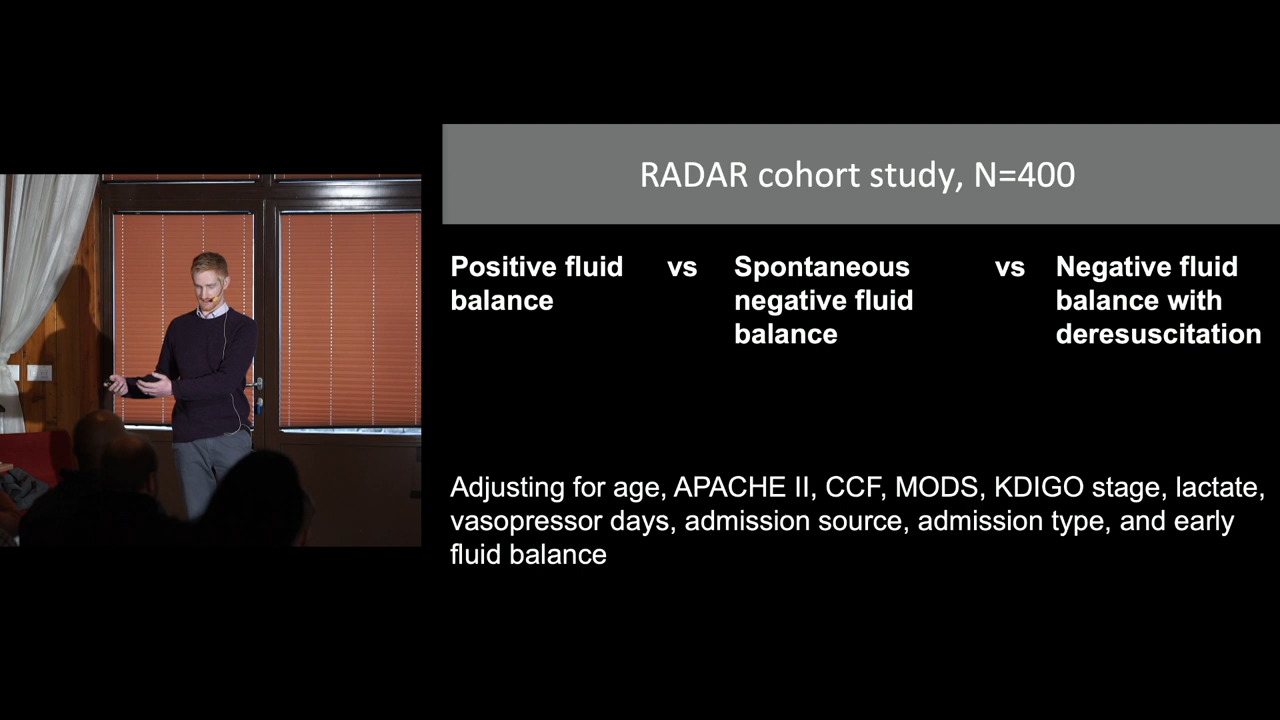 RADAR cohort study, N=400
Positive fluid balance vs Spontaneous negative fluid balance vs Negative fluid balance with deresuscitation
Adjusting for age, APACHE II, CCF, MODS, KDIGO stage, lactate,
vasopressor days, admission source, admission type, and early
fluid balance